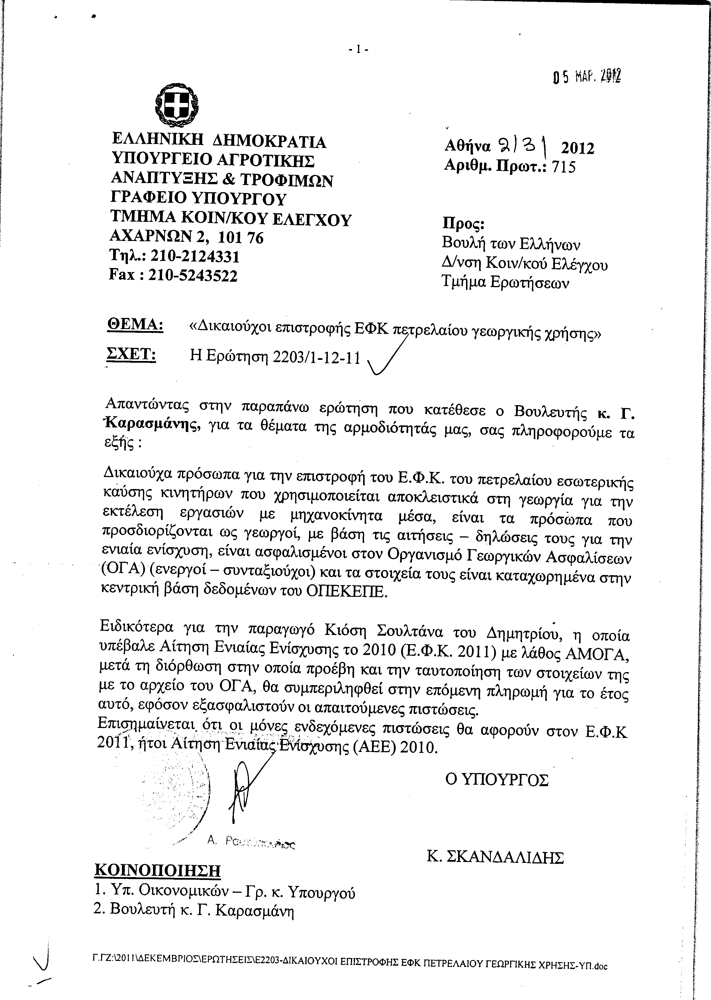 - 1 -
05 ΜΑΡ. 2012
ΕΛΛΗΝΙΚΗ ΔΗΜΟΚΡΑΤΙΑ
ΥΠΟΥΡΓΕΙΟ ΑΓΡΟΤΙΚΗΣ
ΑΝΑΠΤΥΞΗΣ & ΤΡΟΦΙΜΩΝ
ΓΡΑΦΕΙΟ ΥΠΟΥΡΓΟΥ
ΤΜΗΜΑ ΚΟΙΝ/ΚΟΥ ΕΛΕΓΧΟΥ
ΑΧΑΡΝΩΝ 2, 101 76
Τηλ.: 210-2124331
Fax : 210-5243522
Αθήνα 2/3/ 2012
Αριθμ. Πρωτ.: 715
Προς:
Βουλή των Ελλήνων
Δ/νση Κοιν/κού Ελέγχου
Τμήμα Ερωτήσεων
ΘΕΜΑ: «Δικαιούχοι επιστροφής ΕΦΚ πετρελαίου γεωργικής χρήσης»
ΣΧΕΤ: Η Ερώτηση 2203/1-12-11
Απαντώντας στην παραπάνω ερώτηση που κατέθεσε ο Βουλευτής κ. Γ.
Καρασμάνης, για τα θέματα της αρμοδιότητάς μας, σας πληροφορούμε τα
εξής :
Δικαιούχα πρόσωπα για την επιστροφή του Ε.Φ.Κ. του πετρελαίου εσωτερικής
καύσης κινητήρων που χρησιμοποιείται αποκλειστικά στη γεωργία για την
εκτέλεση εργασιών με μηχανοκίνητα μέσα, είναι τα πρόσωπα που
προσδιορίζονται ως γεωργοί, με βάση τις αιτήσεις – δηλώσεις τους για την
ενιαία ενίσχυση, είναι ασφαλισμένοι στον Οργανισμό Γεωργικών Ασφαλίσεων
(ΟΓΑ) (ενεργοί – συνταξιούχοι) και τα στοιχεία τους είναι καταχωρημένα στην
κεντρική βάση δεδομένων του ΟΠΕΚΕΠΕ.
Ειδικότερα για την παραγωγό Κιόση Σουλτάνα του Δημητρίου, η οποία
υπέβαλε Αίτηση Ενιαίας Ενίσχυσης το 2010 (Ε.Φ.Κ. 2011) με λάθος ΑΜΟΓΑ,
μετά τη διόρθωση στην οποία προέβη και την ταυτοποίηση των στοιχείων της
με το αρχείο του ΟΓΑ, θα συμπεριληφθεί στην επόμενη πληρωμή για το έτος
αυτό, εφόσον εξασφαλιστούν οι απαιτούμενες πιστώσεις.
Επισημαίνεται ότι οι μόνες ενδεχόμενες πιστώσεις θα αφορούν στον Ε.Φ.Κ
2011, ήτοι Αίτηση Ενιαίας Ενίσχυσης (ΑΕΕ) 2010.
Ο ΥΠΟΥΡΓΟΣ
Α.
Κ. ΣΚΑΝΔΑΛΙΔΗΣ
ΚΟΙΝΟΠΟΙΗΣΗ
1. Υπ. Οικονομικών – Γρ. κ. Υπουργού
2. Βουλευτή κ. Γ. Καρασμάνη
Γ.ΓΖ:\2011\ΔΕΚΕΜΒΡΙΟΣ\ΕΡΩΤΗΣΕΙΣ\Ε2203-ΔΙΚΑΙΟΥΧΟΙ ΕΠΙΣΤΡΟΦΗΣ ΕΦΚ ΠΕΤΡΕΛΑΙΟΥ ΓΕΩΡΓΙΚΗΣ ΧΡΗΣΗΣ-ΥΠ.doc